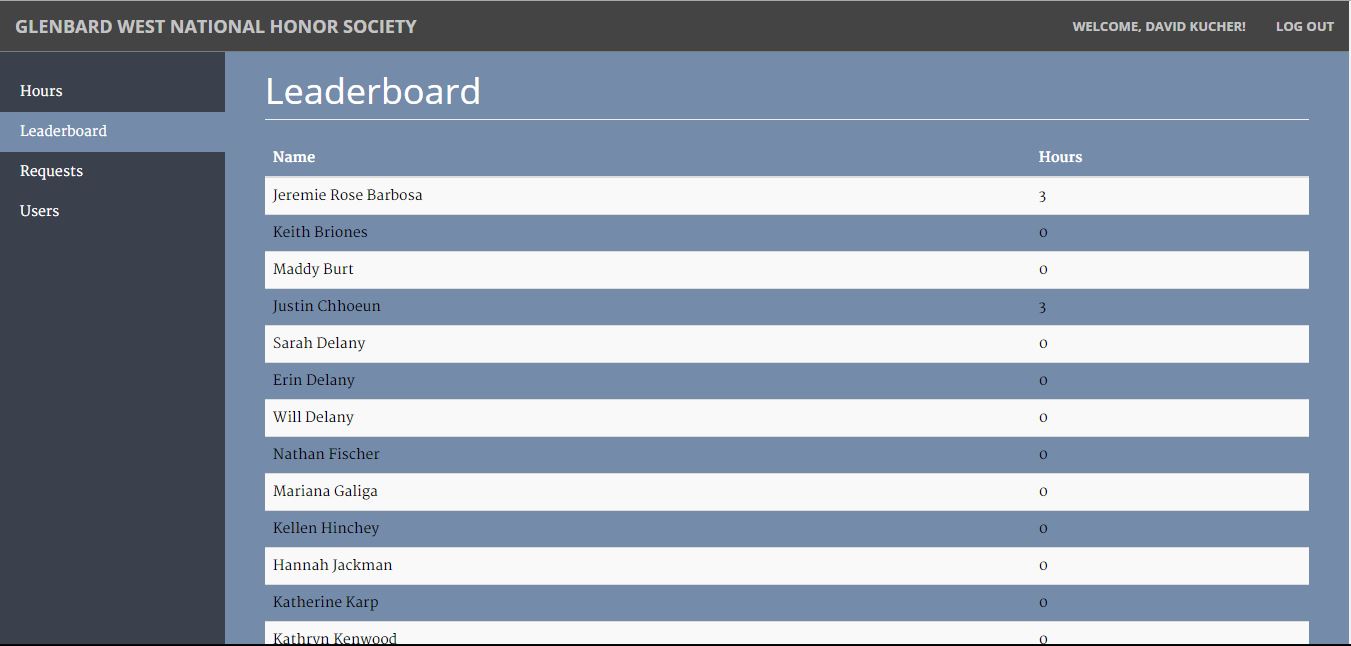 GLENBARD WEST NATIONAL HONOR SOCIETY WELCOME, DAVID KUCHER! LOG OUT
Hours
Leaderboard
Requests
Users
Leaderboard
Name Hours
Jeremie Rose Barbosa 3
Keith Briones 0
Maddy Burt 0
Justin Chhoeun 3
Sarah Delany 0
Erin Delany 0
Will Delany 0
Nathan Fischer 0
Mariana Galiga 0
Kellen Hinchey 0
Hannah Jackman 0
Katherine Karp 0
Kathryn Kenwood 0